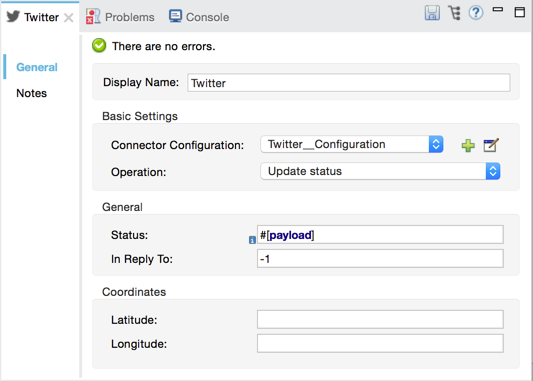 Twitter Problems Console
There are no errors.
General
Notes
Display Name: Twitter
Basic Settings
Connector Configuration: Twitter__Configuration
Operation: Update status
General
Status: #[payload]
In Reply To: -1
Coordinates
Latitude:
Longitude: